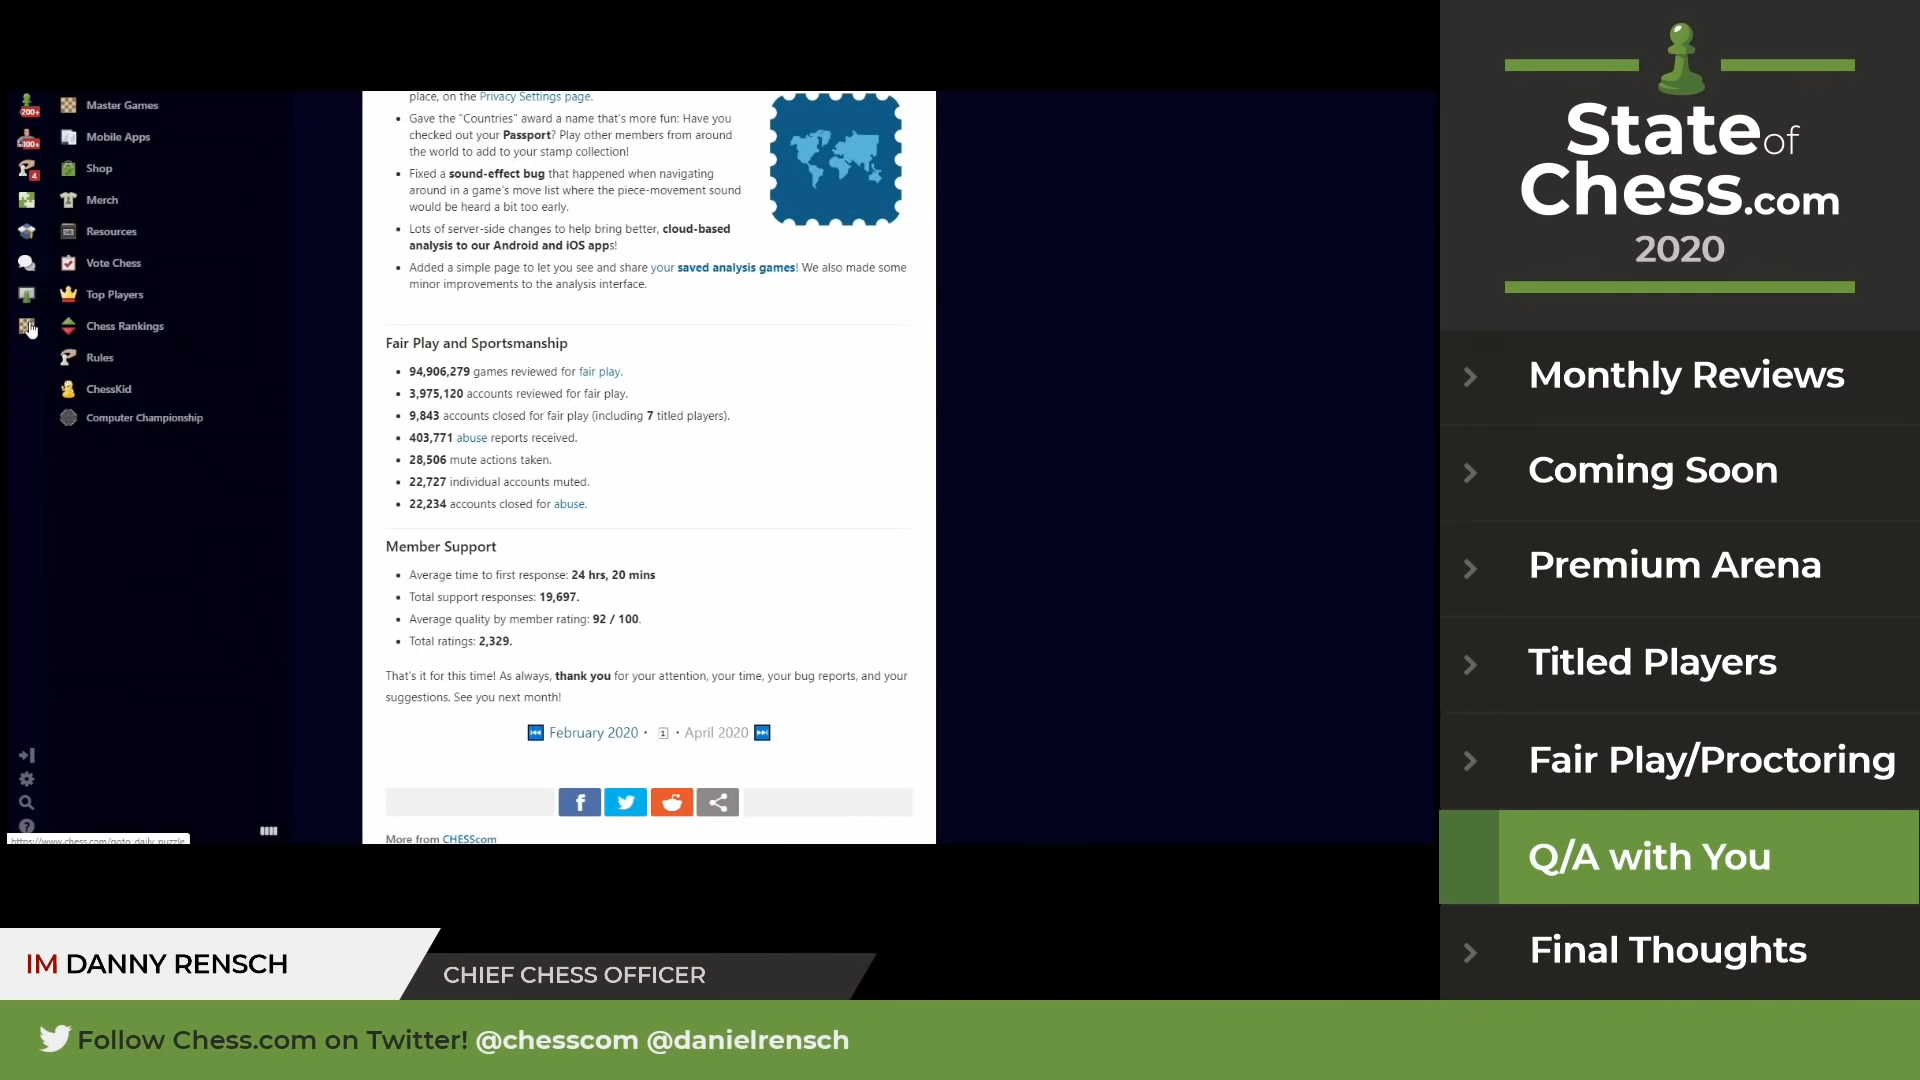 200+
100+
4
Master Games
Mobile Apps
Shop
Merch
Resources
Vote Chess
Top Players
Chess Rankings
Rules
ChessKid
Computer Championship
https://www.chess.com/goto_daily_puzzle
place, on the Privacy Settings page.
Gave the "Countries" award a name that's more fun: Have you
checked out your Passport? Play other members from around
the world to add to your stamp collection!
Fixed a sound-effect bug that happened when navigating
around in a game's move list where the piece-movement sound
would be heard a bit too early.
Lots of server-side changes to help bring better, cloud-based
analysis to our Android and iOS apps!
Added a simple page to let you see and share your saved analysis games! We also made some
minor improvements to the analysis interface.
Fair Play and Sportsmanship
94,906,279 games reviewed for fair play.
3,975,120 accounts reviewed for fair play.
9,843 accounts closed for fair play (including 7 titled players).
403,771 abuse reports received.
28,506 mute actions taken.
22,727 individual accounts muted.
22,234 accounts closed for abuse.
Member Support
Average time to first response: 24 hrs, 20 mins
Total support responses: 19,697.
Average quality by member rating: 92 / 100.
Total ratings: 2,329.
That's it for this time! As always, thank you for your attention, your time, your bug reports, and your
suggestions. See you next month!
⏮ February 2020 · 1 · April 2020 ⏭
More from CHESScom
State of
Chess.com
2020
Monthly Reviews
Coming Soon
Premium Arena
Titled Players
Fair Play/Proctoring
Q/A with You
Final Thoughts
IM DANNY RENSCH
CHIEF CHESS OFFICER
Follow Chess.com on Twitter! @chesscom @danielrensch